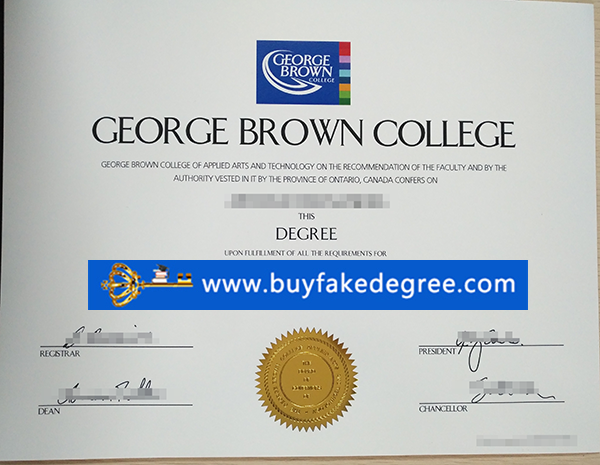 GEORGE
BROWN
COLLEGE
GEORGE BROWN COLLEGE
GEORGE BROWN COLLEGE OF APPLIED ARTS AND TECHNOLOGY ON THE RECOMMENDATION OF THE FACULTY AND BY THE
AUTHORITY VESTED IN IT BY THE PROVINCE OF ONTARIO, CANADA CONFERS ON
THIS
DEGREE
UPON FULFILLMENT OF ALL THE REQUIREMENTS FOR
www.buyfakedegree.com
REGISTRAR
PRESIDENT
DEAN
CHANCELLOR